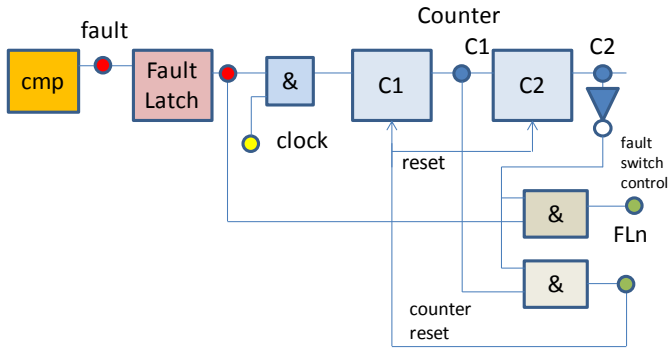 Counter
fault
C1
C2
cmp
Fault
Latch
&
C1
C2
clock
reset
fault
switch
control
&
FLn
&
counter
reset